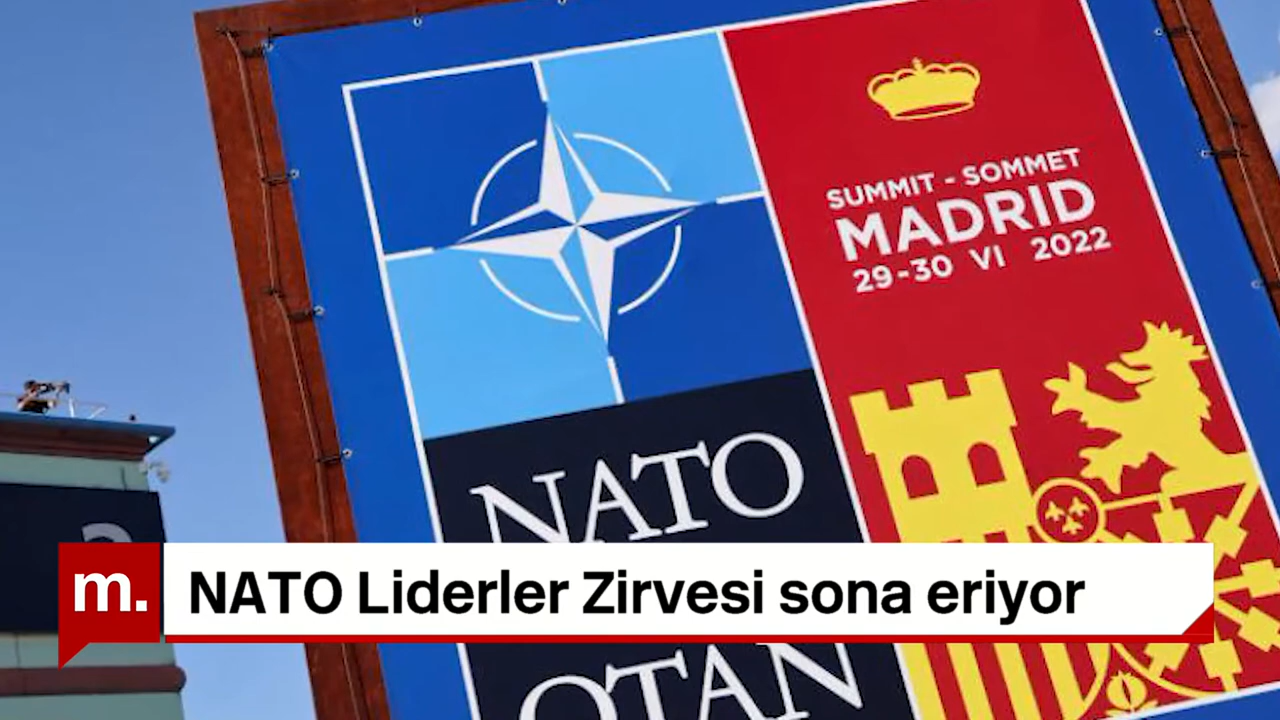 SUMMIT - SOMMET
MADRID
29-30 VI 2022
NATO
m.
NATO Liderler Zirvesi sona eriyor
OTAN